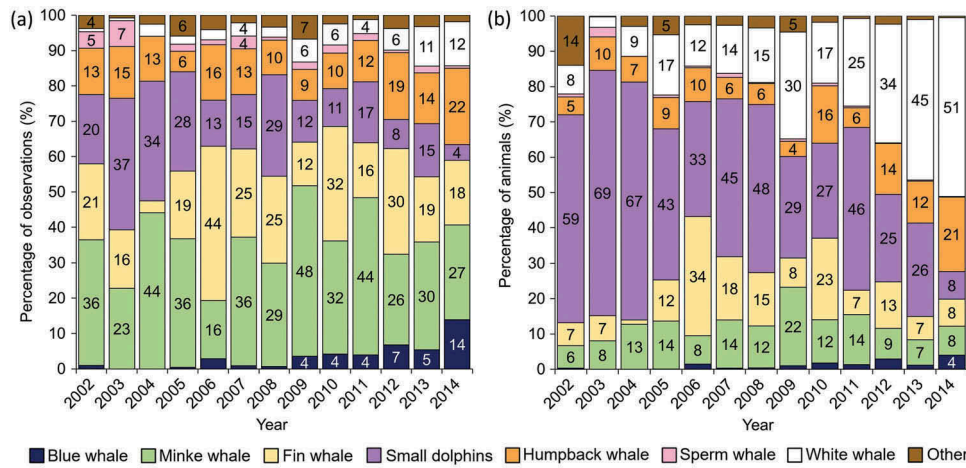 (a)
Percentage of observations (%)
100
90
80
70
60
50
40
30
20
10
0
4 5 13 20 21 36
7 15 37 16 23
13 34 44
6 6 28 19 36
16 13 44 16
4 4 13 15 25 36
10 29 25 29
7 6 9 12 12 48 4
6 10 11 32 32 4
4 12 17 16 44 4
6 19 8 30 26 7
11 14 15 19 30 5
12 22 4 18 27 14
2002 2003 2004 2005 2006 2007 2008 2009 2010 2011 2012 2013 2014
Year
(b)
Percentage of animals (%)
100
90
80
70
60
50
40
30
20
10
0
14 8 5 59 7 6
10 69 7 8
9 7 67 13
5 17 9 43 12 14
12 10 33 34 8
14 6 45 18 14
15 6 48 15 12
5 30 4 29 8 22
17 16 27 23 12
25 6 46 7 14
34 14 25 13 9
45 12 26 7 7
51 21 8 8 8 4
2002 2003 2004 2005 2006 2007 2008 2009 2010 2011 2012 2013 2014
Year
Blue whale Minke whale Fin whale Small dolphins Humpback whale Sperm whale White whale Other